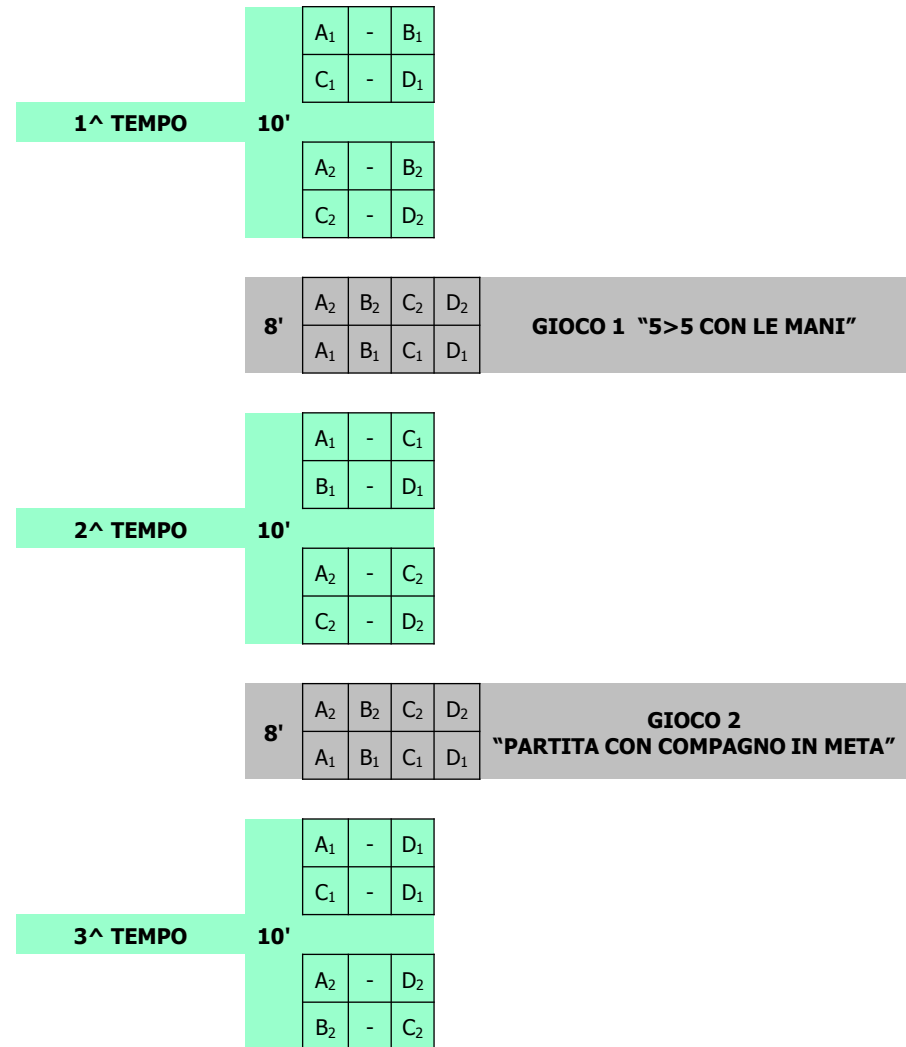 A₁ - B₁
C₁ - D₁
1^ TEMPO 10'
A₂ - B₂
C₂ - D₂
A₂ B₂ C₂ D₂
8' GIOCO 1 “5>5 CON LE MANI”
A₁ B₁ C₁ D₁
A₁ - C₁
B₁ - D₁
2^ TEMPO 10'
A₂ - C₂
C₂ - D₂
A₂ B₂ C₂ D₂
8' GIOCO 2
“PARTITA CON COMPAGNO IN META”
A₁ B₁ C₁ D₁
A₁ - D₁
C₁ - D₁
3^ TEMPO 10'
A₂ - D₂
B₂ - C₂